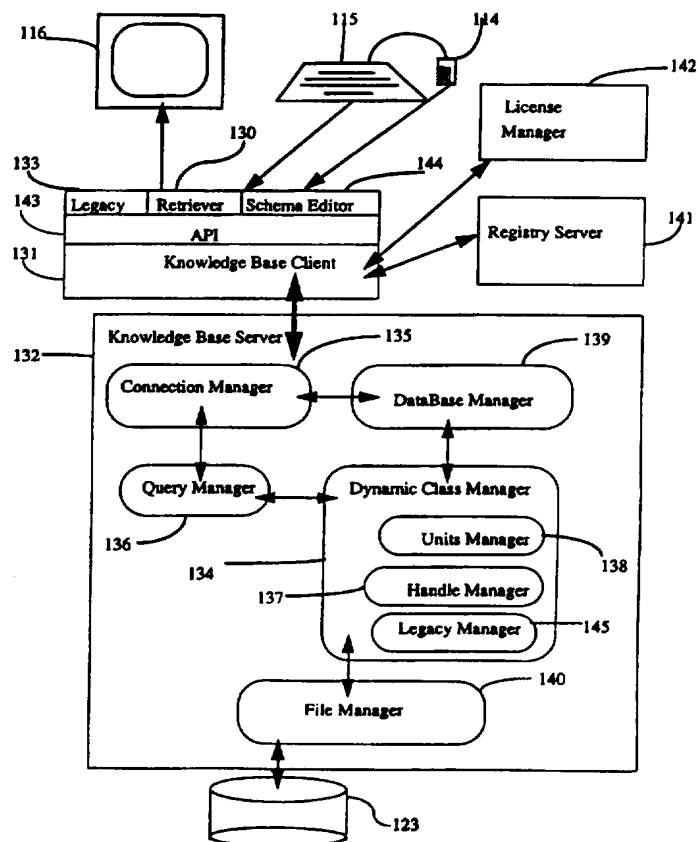 116
115
114
142
License
Manager
133
130
144
Legacy
Retriever
Schema Editor
143
API
131
Knowledge Base Client
Registry Server
141
132
Knowledge Base Server
135
139
Connection Manager
DataBase Manager
Query Manager
136
Dynamic Class Manager
134
Units Manager
138
137
Handle Manager
Legacy Manager
145
File Manager
140
123